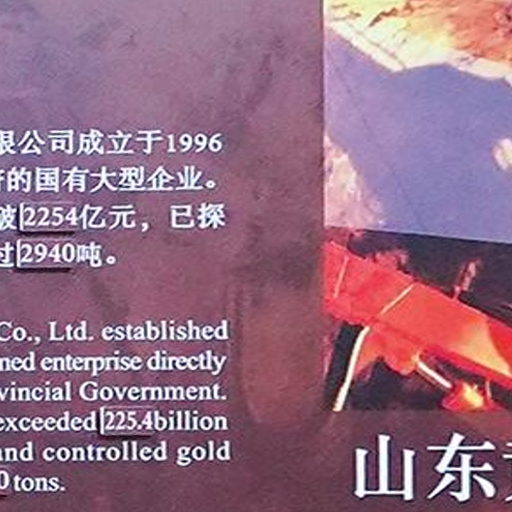 限公司成立于1996
的国有大型企业。
破2254亿元，已探
过2940吨。
Co., Ltd. established
ned enterprise directly
vincial Government.
exceeded 225.4billion
and controlled gold
0 tons.
山东